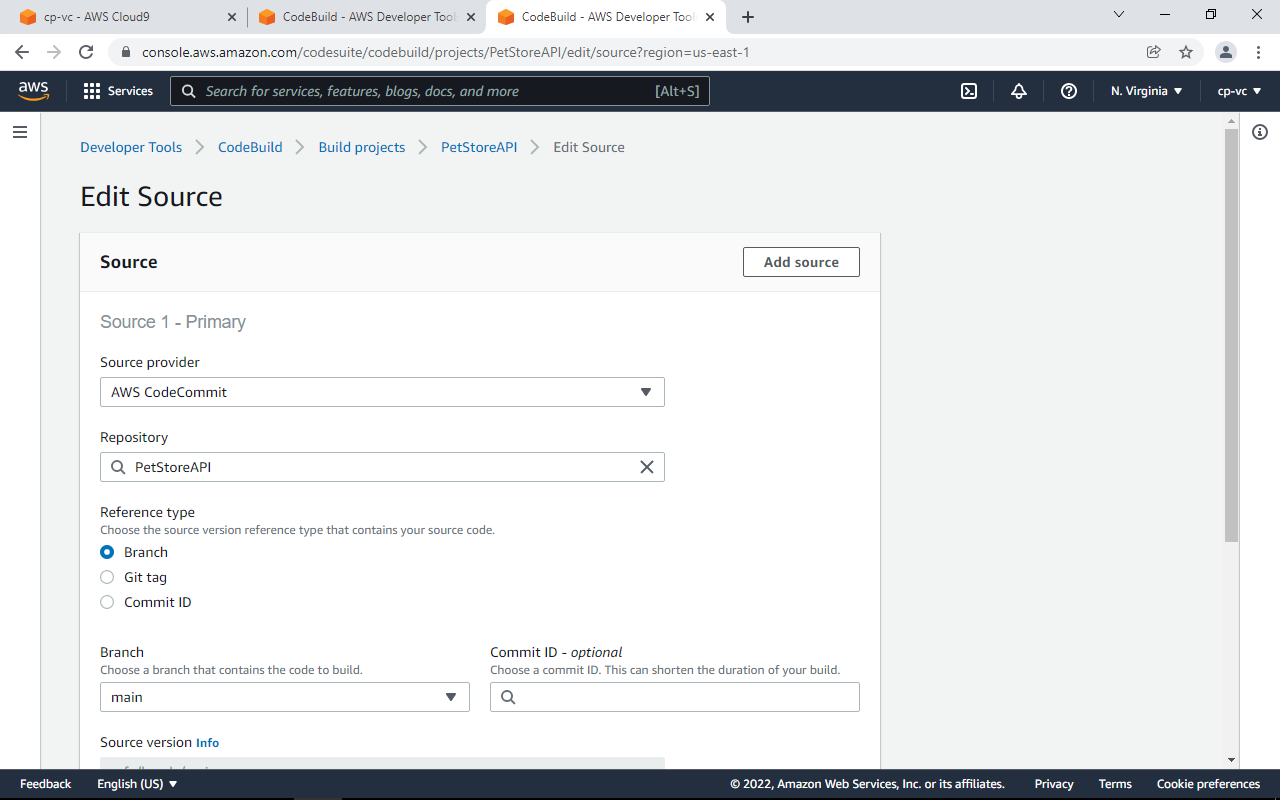 cp-vc - AWS Cloud9
CodeBuild - AWS Developer Tool
CodeBuild - AWS Developer Tool
console.aws.amazon.com/codesuite/codebuild/projects/PetStoreAPI/edit/source?region=us-east-1
aws
Services
Search for services, features, blogs, docs, and more
[Alt+S]
N. Virginia
cp-vc
Developer Tools
CodeBuild
Build projects
PetStoreAPI
Edit Source
Edit Source
Source
Add source
Source 1 - Primary
Source provider
AWS CodeCommit
Repository
PetStoreAPI
Reference type
Choose the source version reference type that contains your source code.
Branch
Git tag
Commit ID
Branch
Choose a branch that contains the code to build.
main
Commit ID - optional
Choose a commit ID. This can shorten the duration of your build.
Source version Info
Feedback
English (US)
© 2022, Amazon Web Services, Inc. or its affiliates.
Privacy
Terms
Cookie preferences